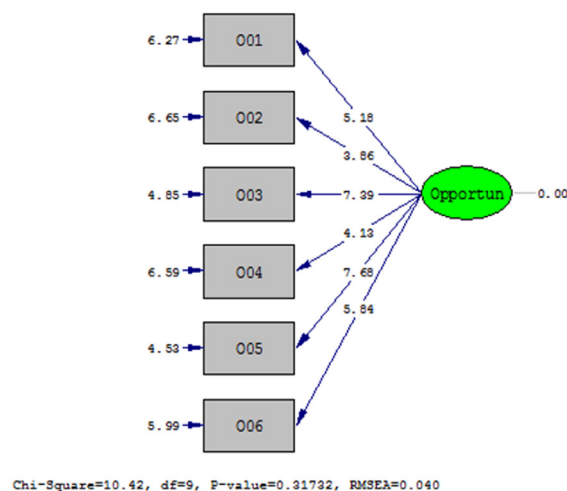 6.27 O01
5.18
6.65 O02
3.86
4.85 O03 7.39 Opportun 0.00
4.13
6.59 O04
7.68
5.84
4.53 O05
5.99 O06
Chi-Square=10.42, df=9, P-value=0.31732, RMSEA=0.040